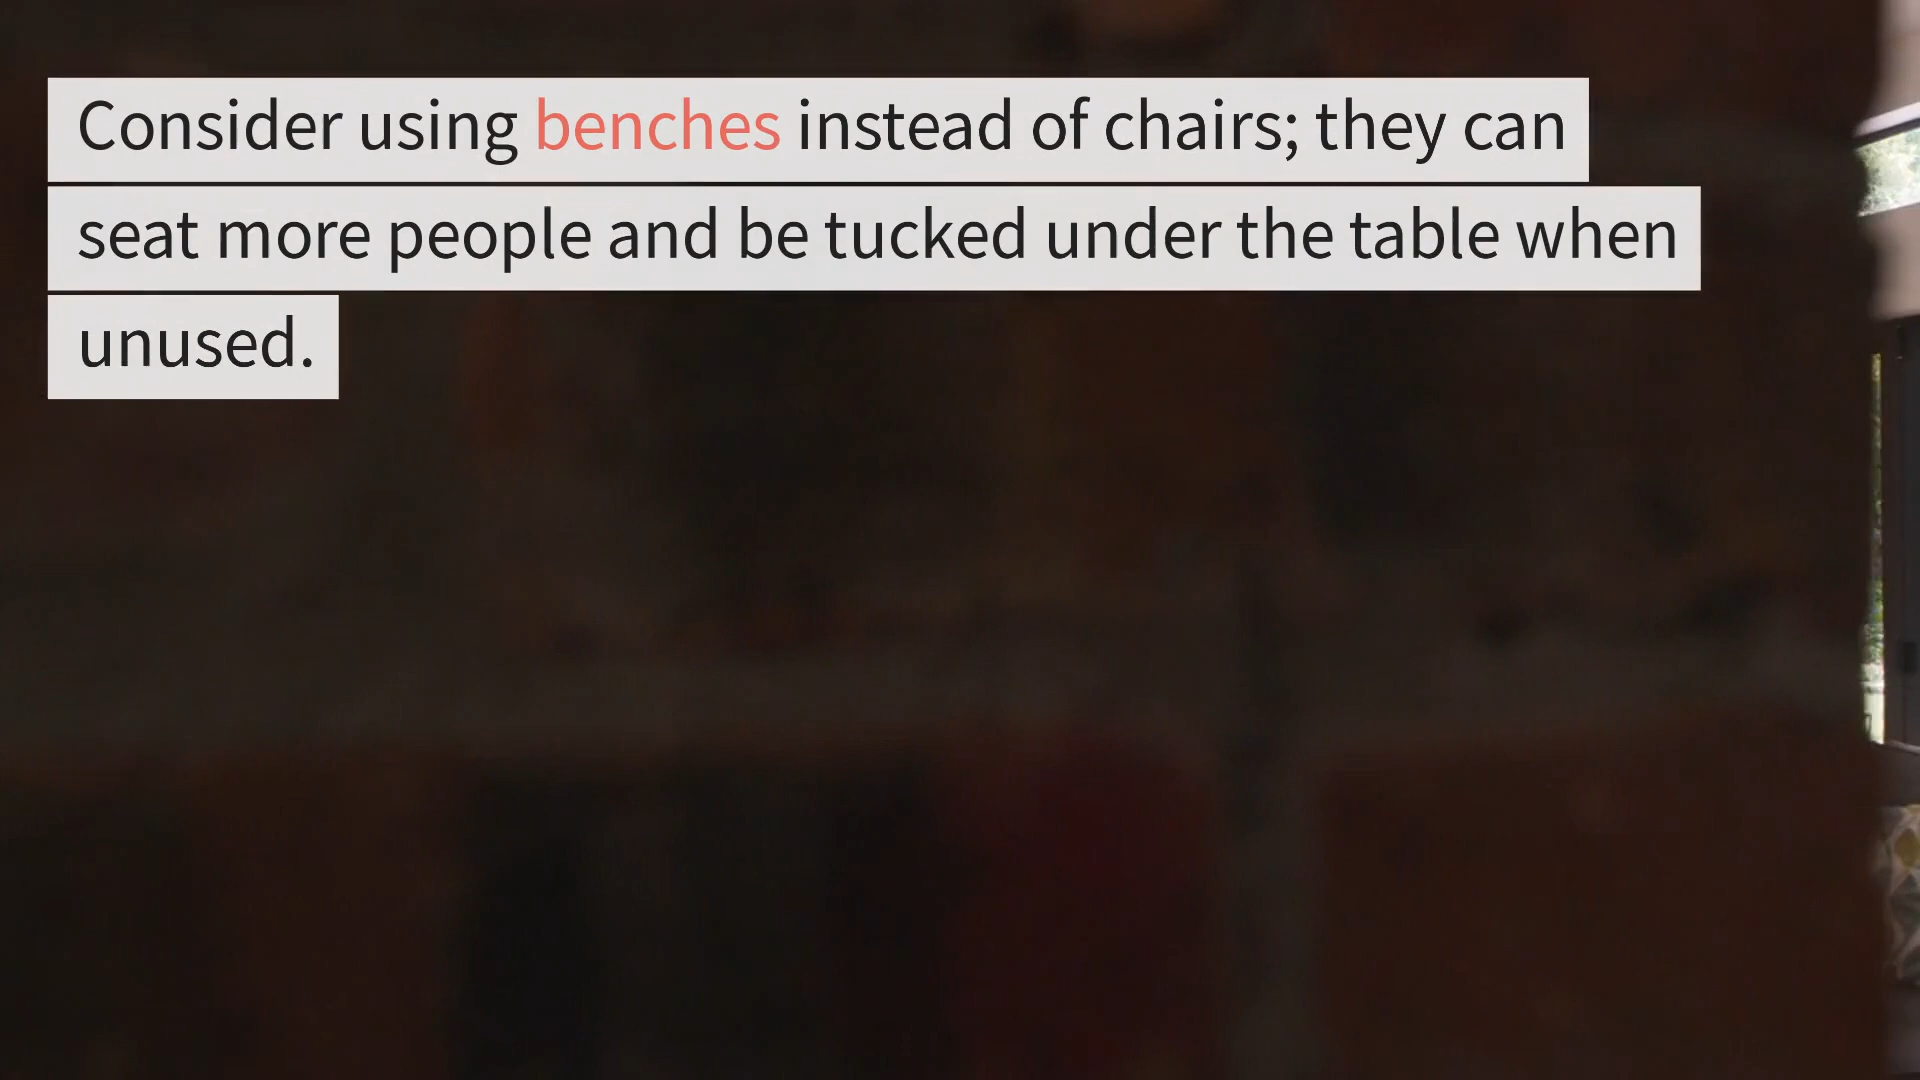 Consider using benches instead of chairs; they can
seat more people and be tucked under the table when
unused.